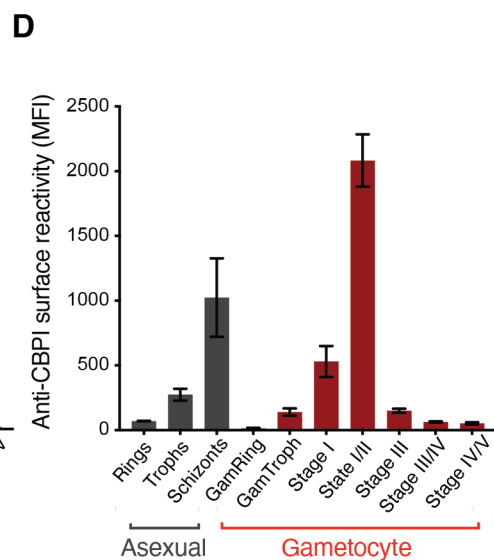 D
Anti-CBPI surface reactivity (MFI)
2500
2000
1500
1000
500
0
Rings
Trophs
Schizonts
GamRing
GamTroph
Stage I
State I/II
Stage III
Stage III/IV
Stage IV/V
Asexual
Gametocyte